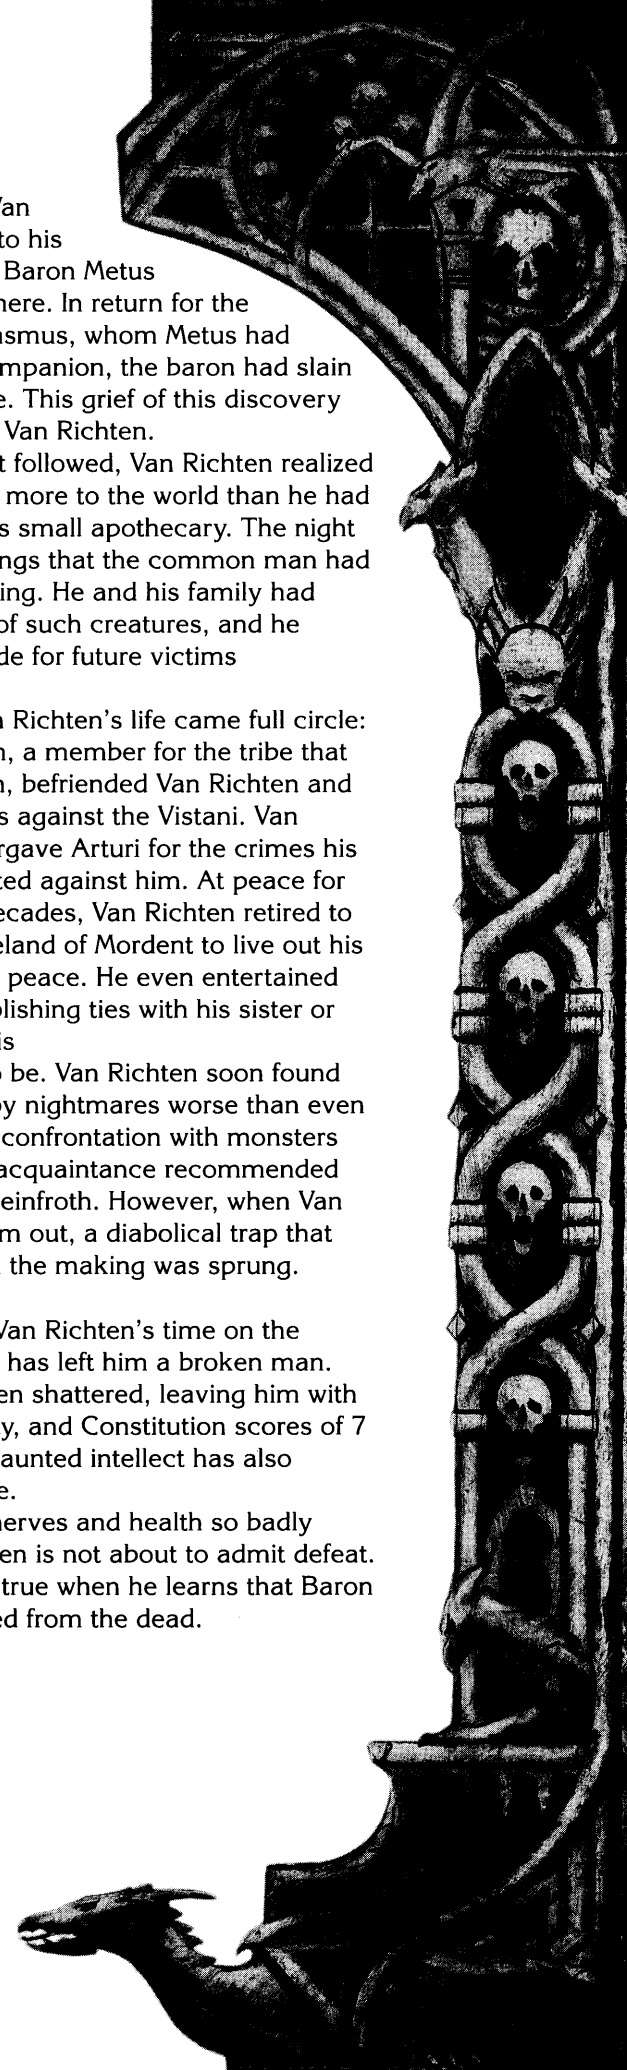 Van
to his
Baron Metus
here. In return for the
asmus, whom Metus had
mpanion, the baron had slain
e. This grief of this discovery
Van Richten.
t followed, Van Richten realized
more to the world than he had
s small apothecary. The night
ngs that the common man had
ing. He and his family had
of such creatures, and he
de for future victims
n Richten's life came full circle:
n, a member for the tribe that
n, befriended Van Richten and
s against the Vistani. Van
rgave Arturi for the crimes his
ted against him. At peace for
ecades, Van Richten retired to
eland of Mordent to live out his
peace. He even entertained
blishing ties with his sister or
is
o be. Van Richten soon found
by nightmares worse than even
confrontation with monsters
acquaintance recommended
einfroth. However, when Van
m out, a diabolical trap that
the making was sprung.
Van Richten's time on the
has left him a broken man.
en shattered, leaving him with
y, and Constitution scores of 7
aunted intellect has also
e.
nerves and health so badly
en is not about to admit defeat.
true when he learns that Baron
ed from the dead.